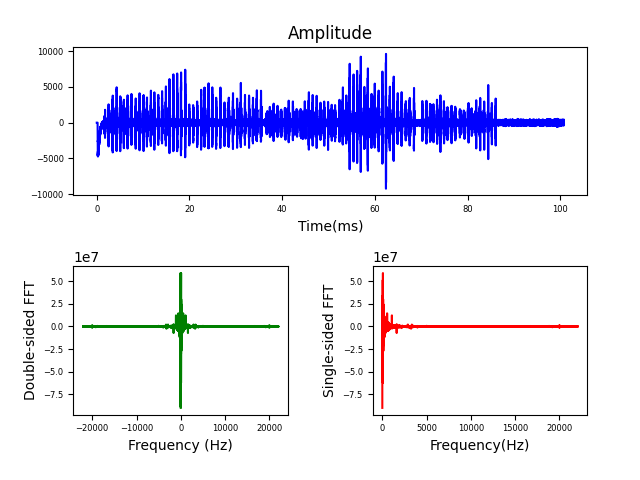 Amplitude
10000
5000
0
−5000
−10000
0 20 40 60 80 100
Time(ms)
1e7
5.0
2.5
0.0
−2.5
−5.0
−7.5
Double-sided FFT
−20000 −10000 0 10000 20000
Frequency (Hz)
1e7
5.0
2.5
0.0
−2.5
−5.0
−7.5
Single-sided FFT
0 5000 10000 15000 20000
Frequency(Hz)